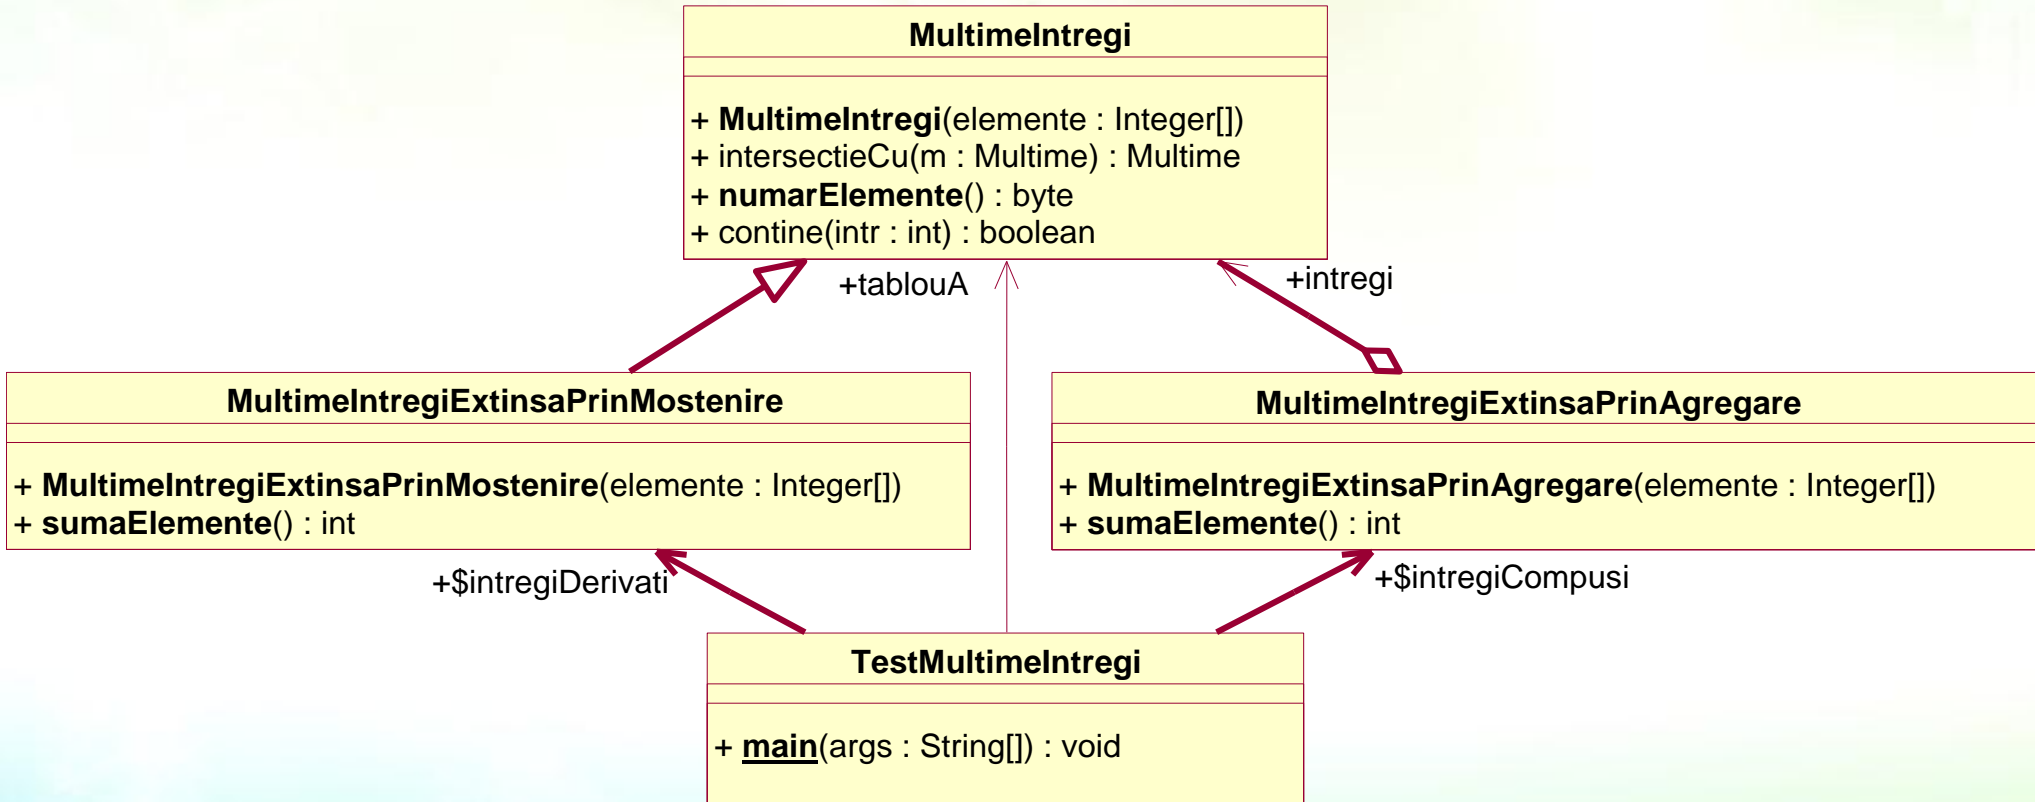 MultimeIntregi
+ MultimeIntregi(elemente : Integer[])
+ intersectieCu(m : Multime) : Multime
+ numarElemente() : byte
+ contine(intr : int) : boolean
+tablouA
+intregi
MultimeIntregiExtinsaPrinMostenire
+ MultimeIntregiExtinsaPrinMostenire(elemente : Integer[])
+ sumaElemente() : int
MultimeIntregiExtinsaPrinAgregare
+ MultimeIntregiExtinsaPrinAgregare(elemente : Integer[])
+ sumaElemente() : int
+$intregiDerivati
+$intregiCompusi
TestMultimeIntregi
+ main(args : String[]) : void